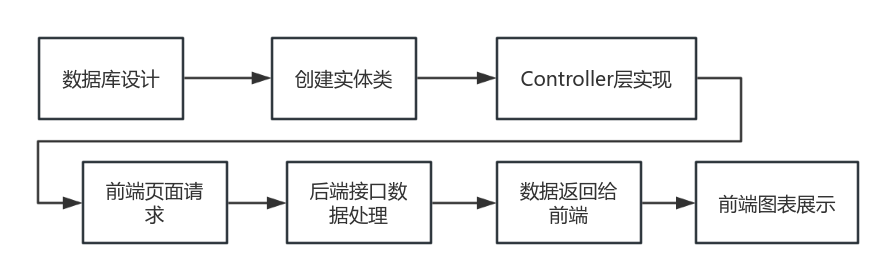 数据库设计
创建实体类
Controller层实现
前端页面请
求
后端接口数
据处理
数据返回给
前端
前端图表展示